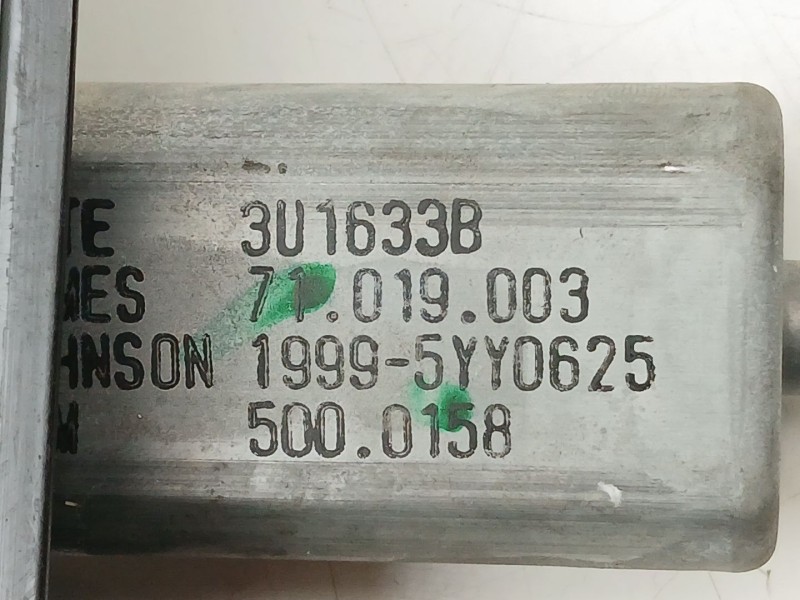 TE 3U1633B
MES 71.019.003
HNSON 1999-5YY0625
M 500.0158